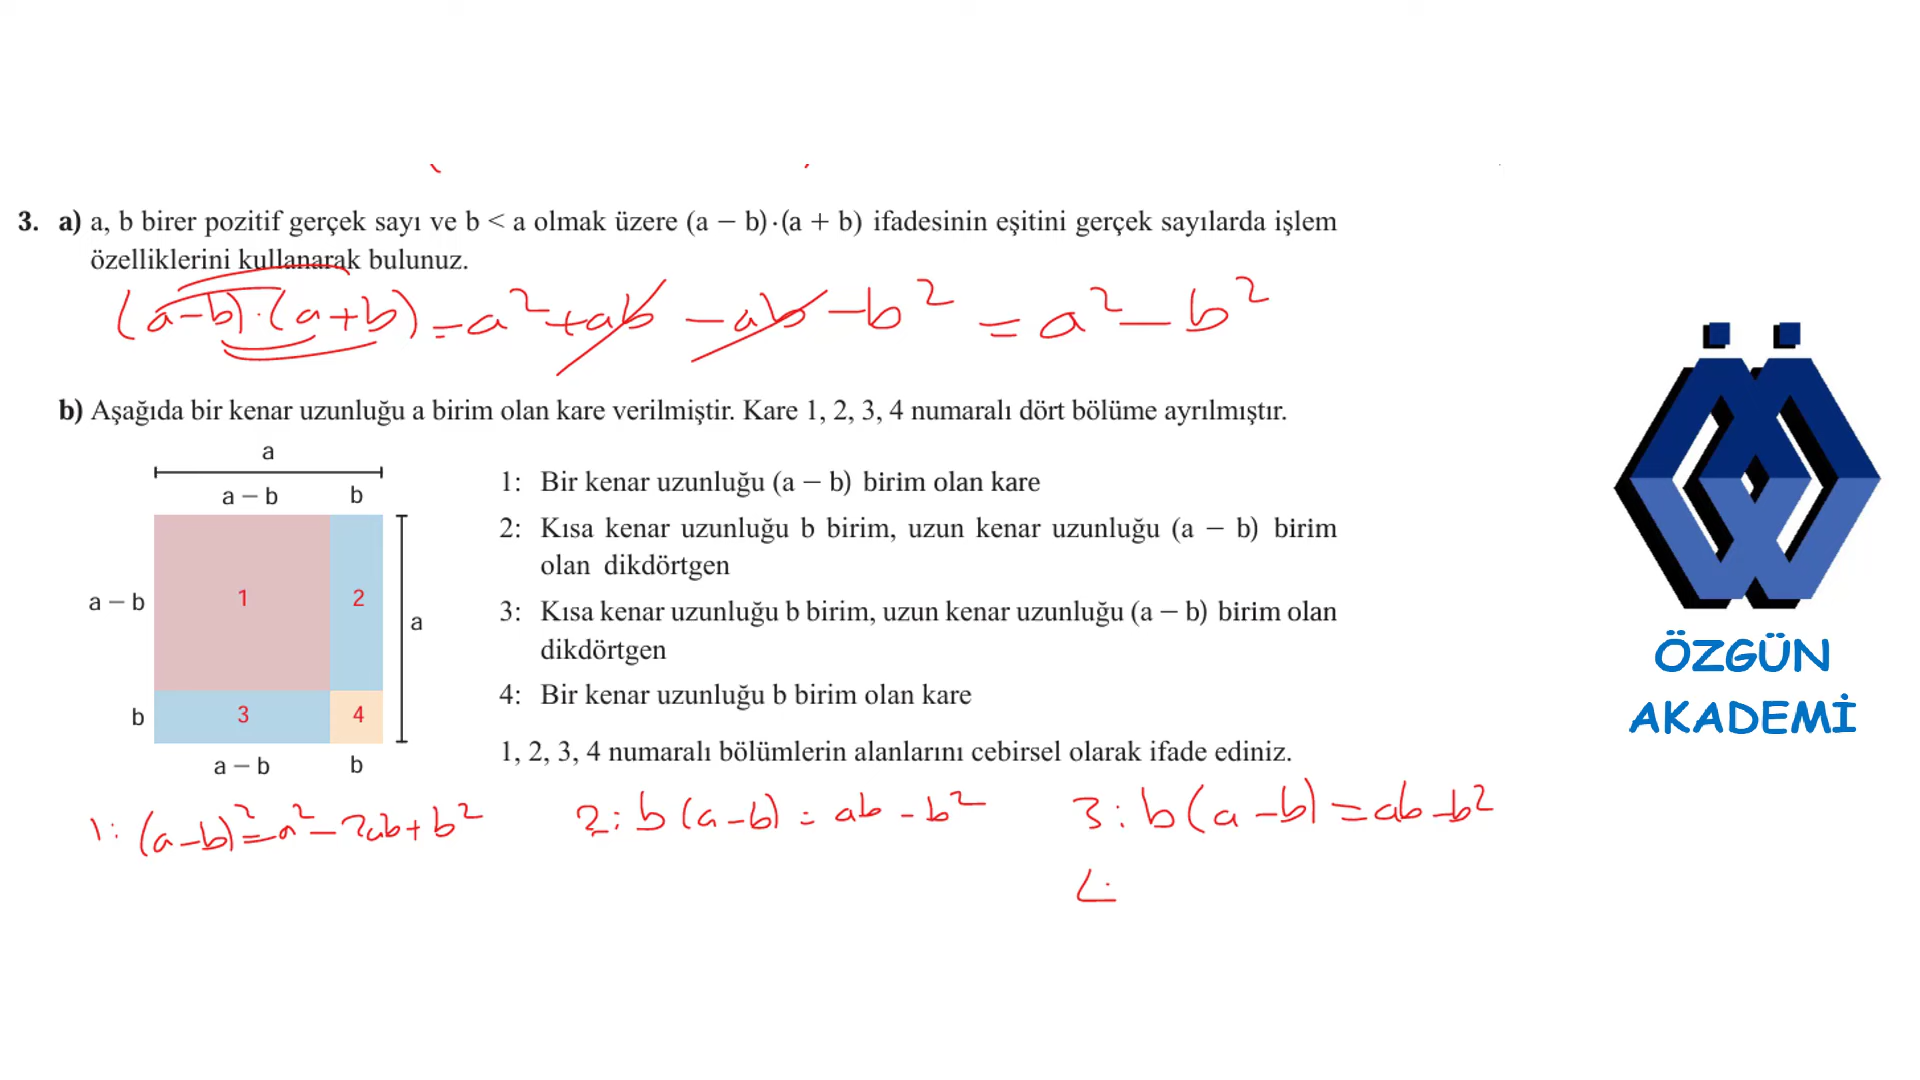 3. a) a, b birer pozitif gerçek sayı ve b < a olmak üzere (a − b)·(a + b) ifadesinin eşitini gerçek sayılarda işlem
özelliklerini kullanarak bulunuz.
(a−b)·(a+b) = a²+ab −ab −b² = a²−b²
b) Aşağıda bir kenar uzunluğu a birim olan kare verilmiştir. Kare 1, 2, 3, 4 numaralı dört bölüme ayrılmıştır.
a
a − b b
a − b 1 2 a
b 3 4
a − b b
1: Bir kenar uzunluğu (a − b) birim olan kare
2: Kısa kenar uzunluğu b birim, uzun kenar uzunluğu (a − b) birim
olan dikdörtgen
3: Kısa kenar uzunluğu b birim, uzun kenar uzunluğu (a − b) birim olan
dikdörtgen
4: Bir kenar uzunluğu b birim olan kare
1, 2, 3, 4 numaralı bölümlerin alanlarını cebirsel olarak ifade ediniz.
1: (a−b)²=a²−2ab+b² 2: b(a−b) = ab−b² 3: b(a−b)=ab−b²
ÖZGÜN
AKADEMİ